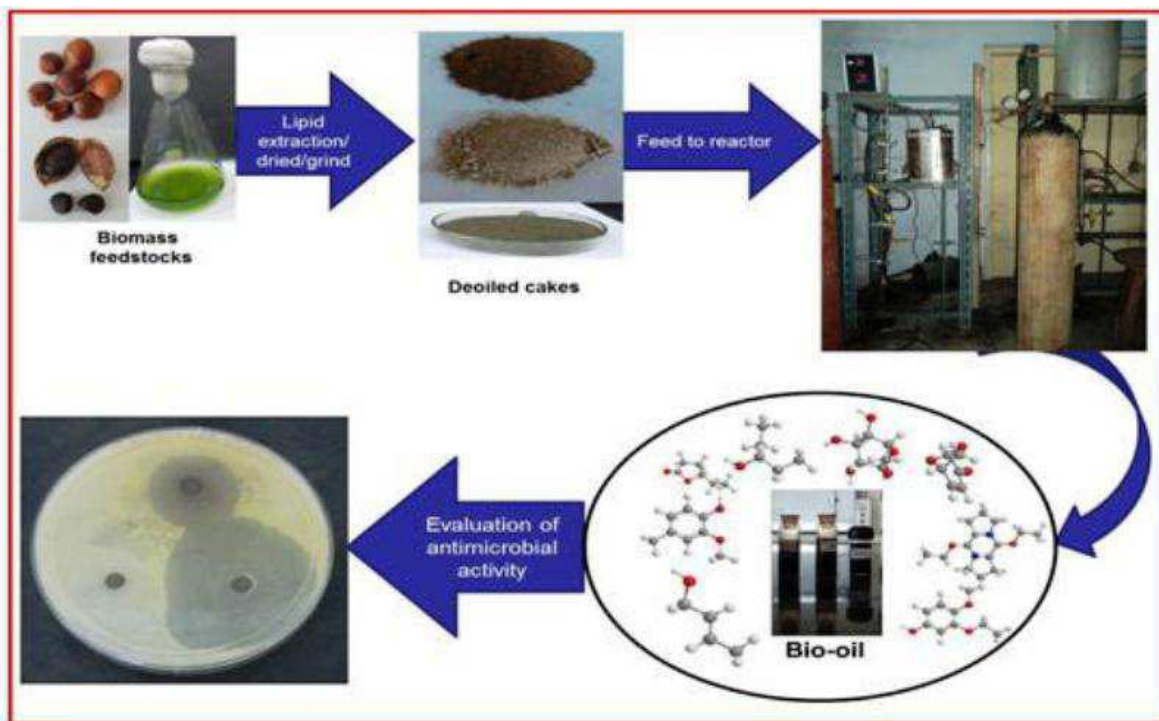 Lipid
extraction/
dried/grind
Feed to reactor
Biomass
feedstocks
Deoiled cakes
Evaluation of
antimicrobial
activity
Bio-oil